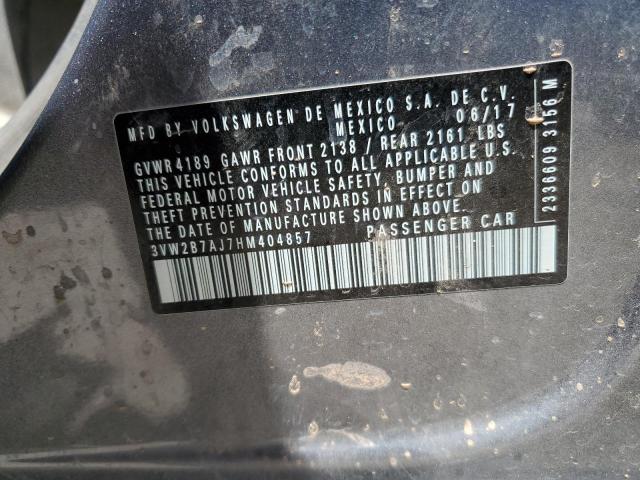 MFD BY VOLKSWAGEN DE MEXICO S.A. DE C.V.
MEXICO 06/17
GVWR 4189 GAWR FRONT 2138 / REAR 2161 LBS
THIS VEHICLE CONFORMS TO ALL APPLICABLE U.S.
FEDERAL MOTOR VEHICLE SAFETY, BUMPER AND
THEFT PREVENTION STANDARDS IN EFFECT ON
THE DATE OF MANUFACTURE SHOWN ABOVE.
3VW2B7AJ7HM404857 PASSENGER CAR
2336609 3156 M